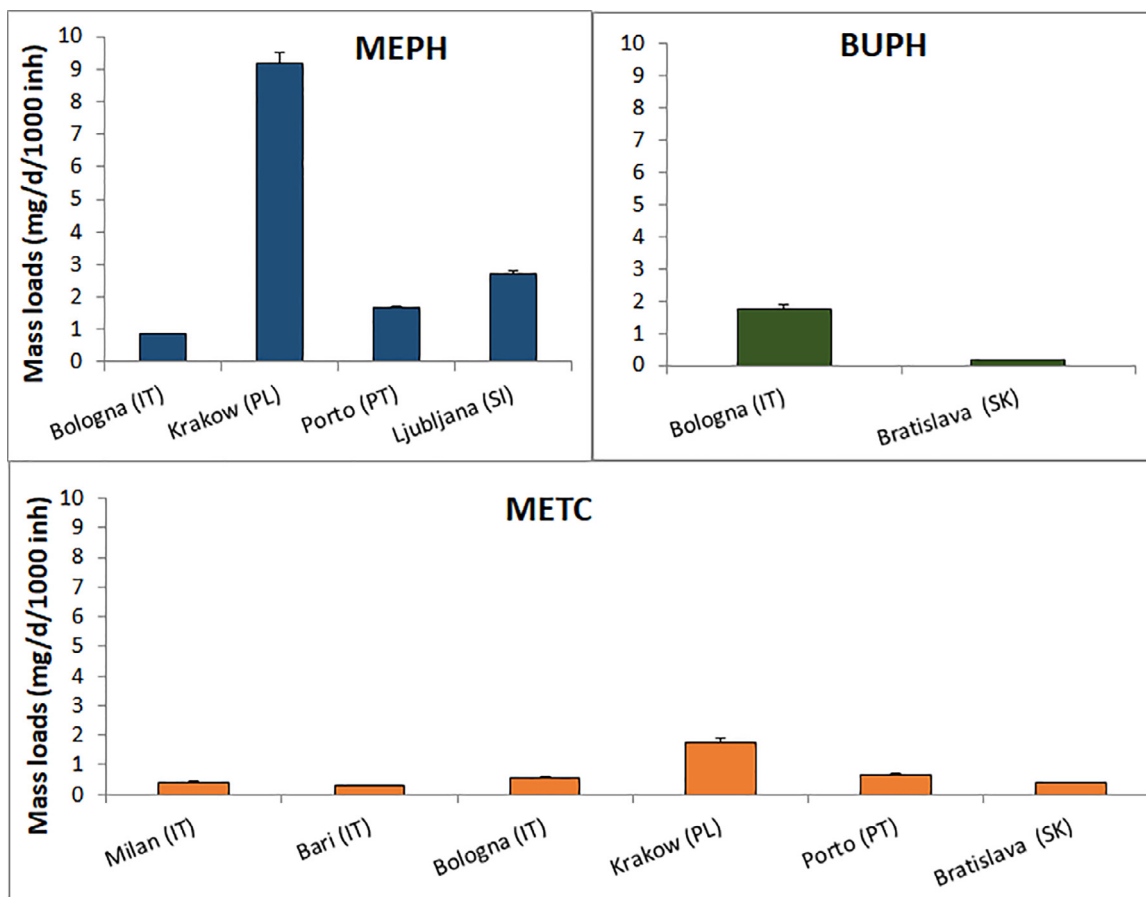 MEPH
Mass loads (mg/d/1000 inh)
10
9
8
7
6
5
4
3
2
1
0
Bologna (IT)
Krakow (PL)
Porto (PT)
Ljubljana (SI)
BUPH
10
9
8
7
6
5
4
3
2
1
0
Bologna (IT)
Bratislava (SK)
METC
Mass loads (mg/d/1000 inh)
10
9
8
7
6
5
4
3
2
1
0
Milan (IT)
Bari (IT)
Bologna (IT)
Krakow (PL)
Porto (PT)
Bratislava (SK)